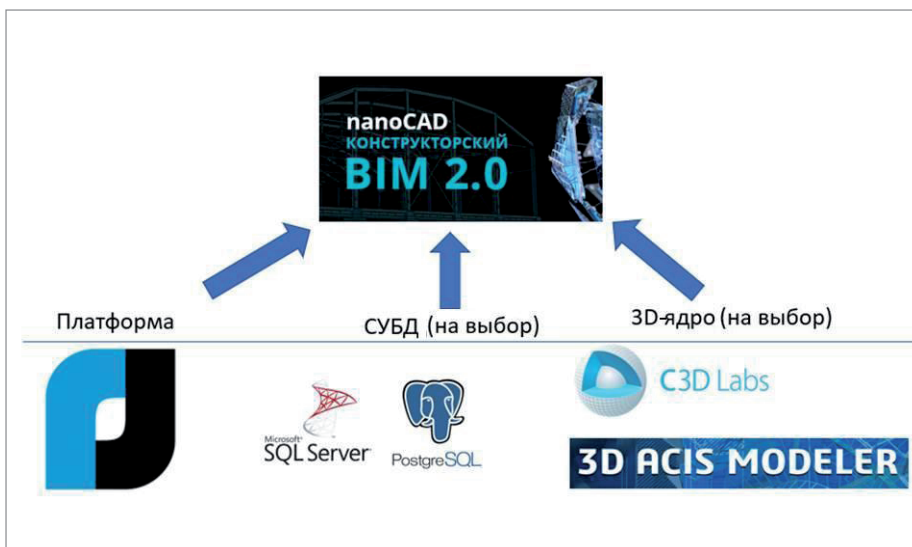 nanoCAD
КОНСТРУКТОРСКИЙ
BIM 2.0
Платформа
СУБД (на выбор)
3D-ядро (на выбор)
C3D Labs
Microsoft®
SQL Server®
PostgreSQL
3D ACIS MODELER